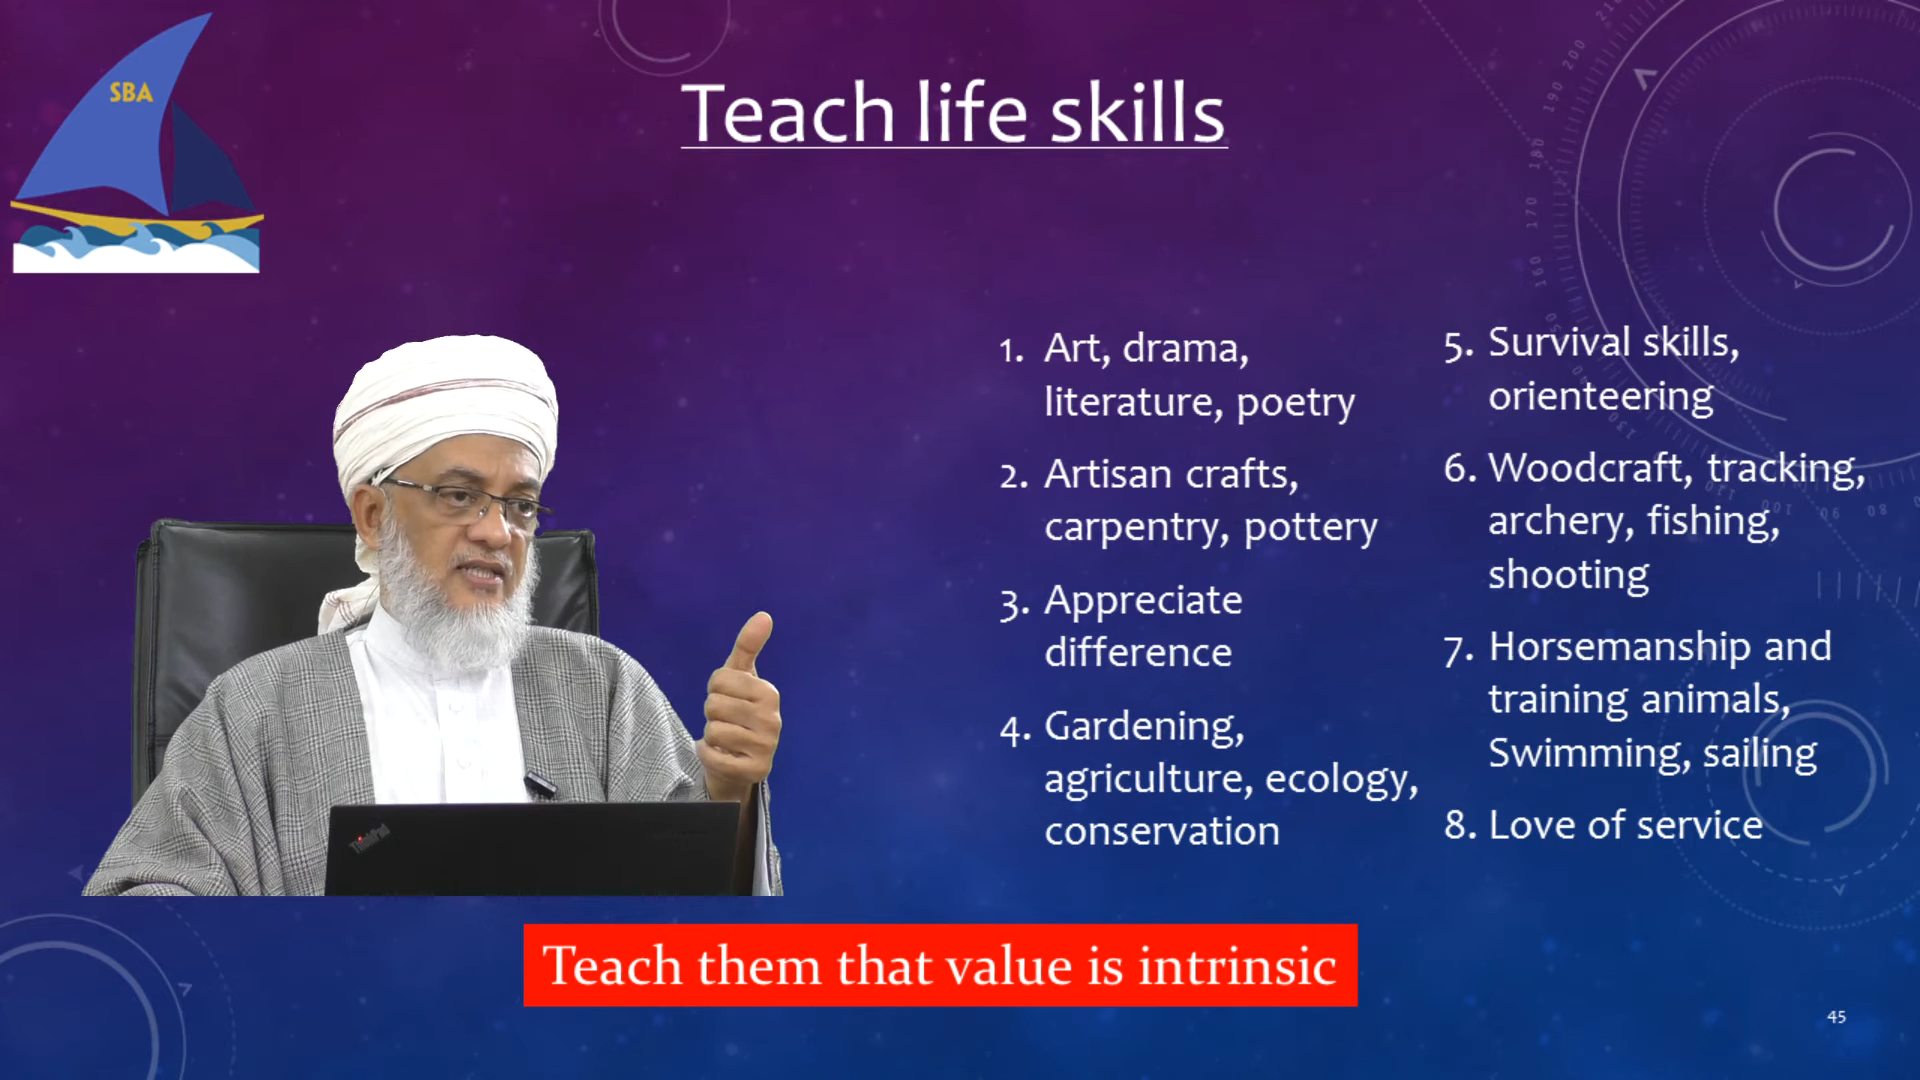 SBA
Teach life skills
1. Art, drama,
literature, poetry
2. Artisan crafts,
carpentry, pottery
3. Appreciate
difference
4. Gardening,
agriculture, ecology,
conservation
5. Survival skills,
orienteering
6. Woodcraft, tracking,
archery, fishing,
shooting
7. Horsemanship and
training animals,
Swimming, sailing
8. Love of service
ThinkPad
Teach them that value is intrinsic
45